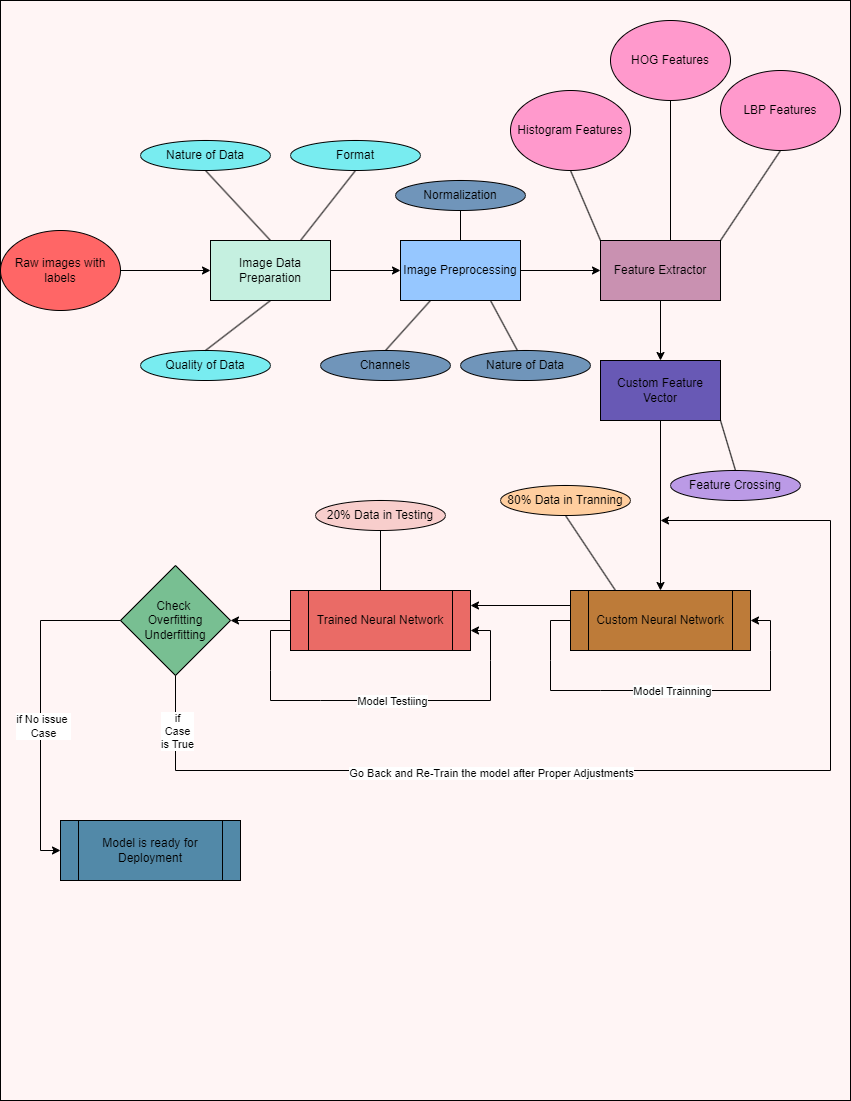 HOG Features
LBP Features
Histogram Features
Nature of Data
Format
Normalization
Raw images with
labels
Image Data
Preparation
Image Preprocessing
Feature Extractor
Quality of Data
Channels
Nature of Data
Custom Feature
Vector
Feature Crossing
80% Data in Tranning
20% Data in Testing
Check
Overfitting
Underfitting
Trained Neural Network
Custom Neural Network
Model Testiing
Model Trainning
if No issue
Case
if
Case
is True
Go Back and Re-Train the model after Proper Adjustments
Model is ready for
Deployment